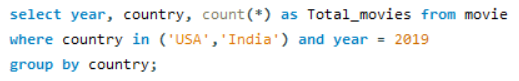 select year, country, count(*) as Total_movies from movie
where country in ('USA','India') and year = 2019
group by country;